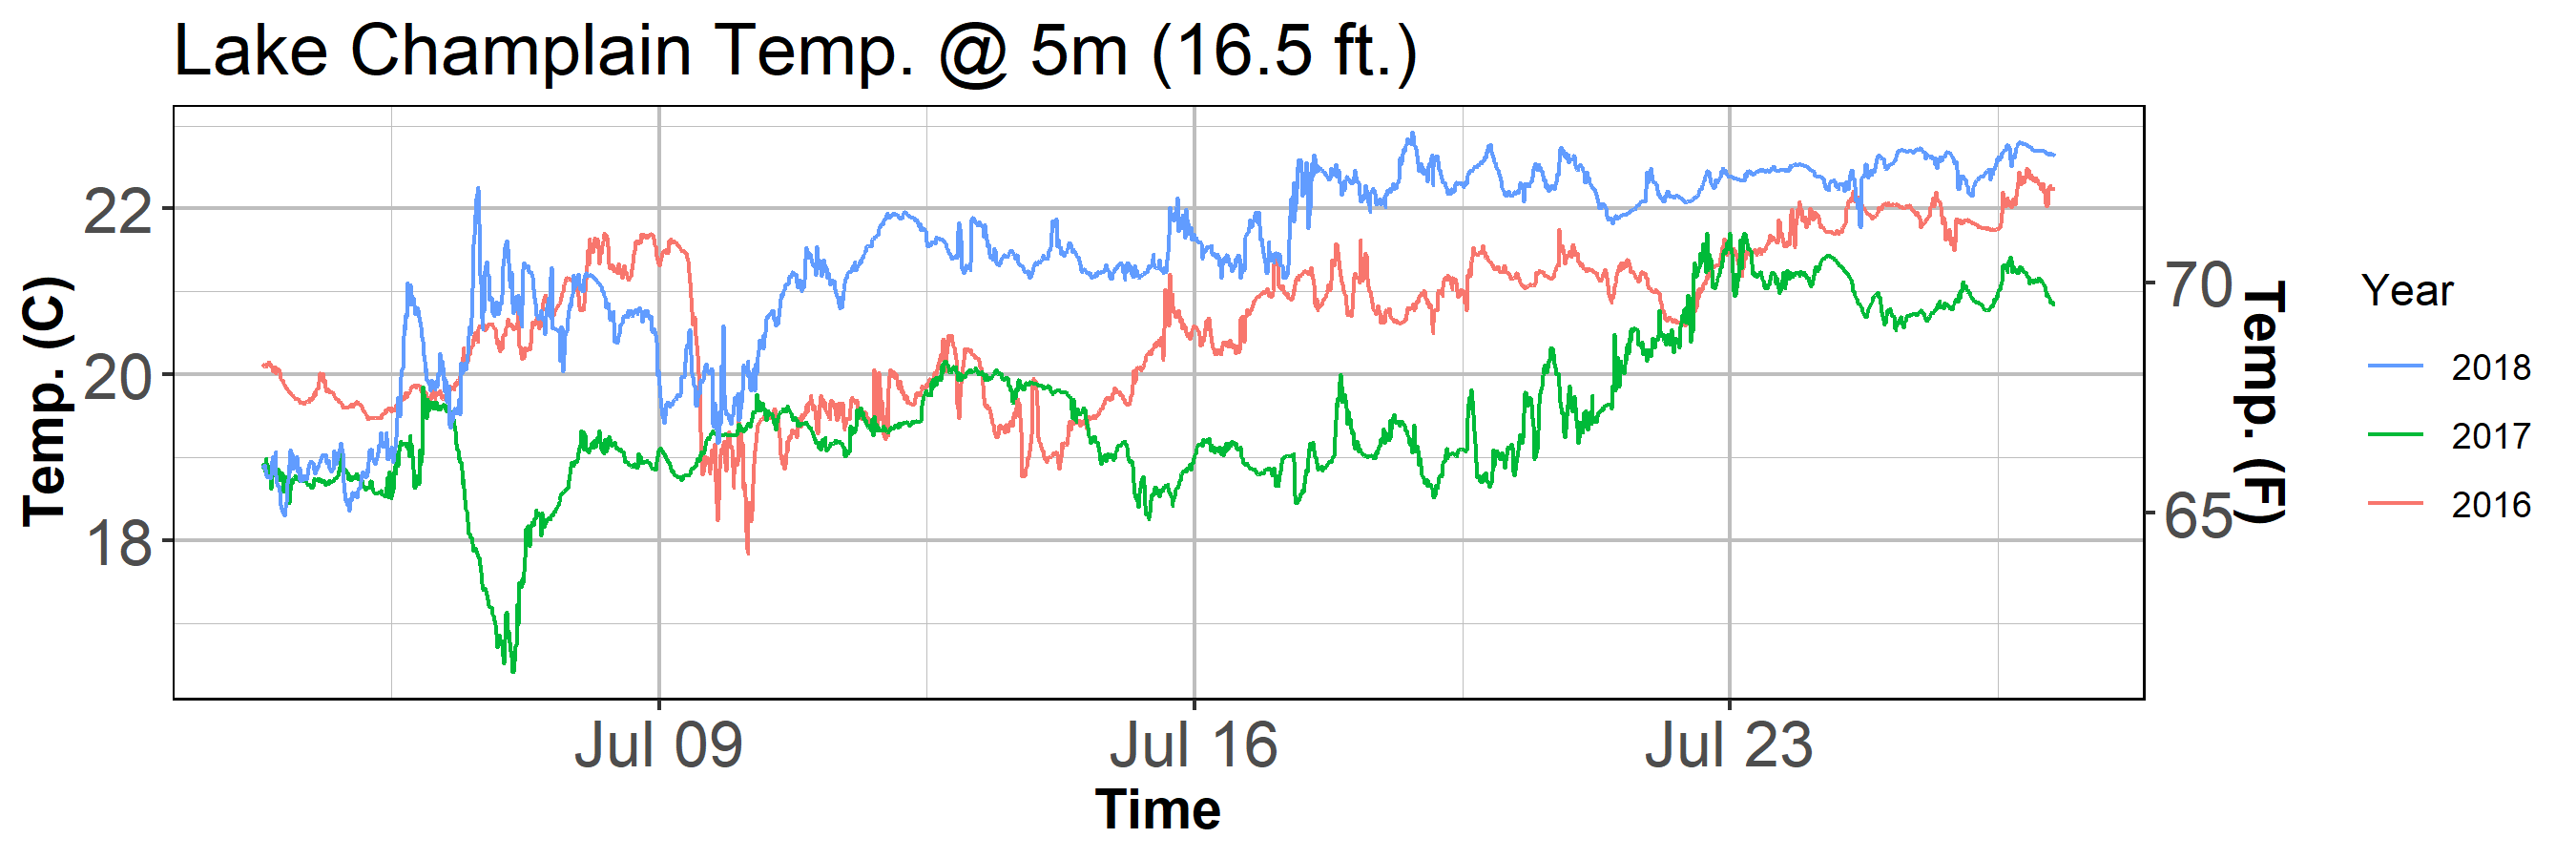 Lake Champlain Temp. @ 5m (16.5 ft.)
Temp. (C)
22
20
18
70
65
Temp. (F)
Jul 09
Jul 16
Jul 23
Time
Year
2018
2017
2016